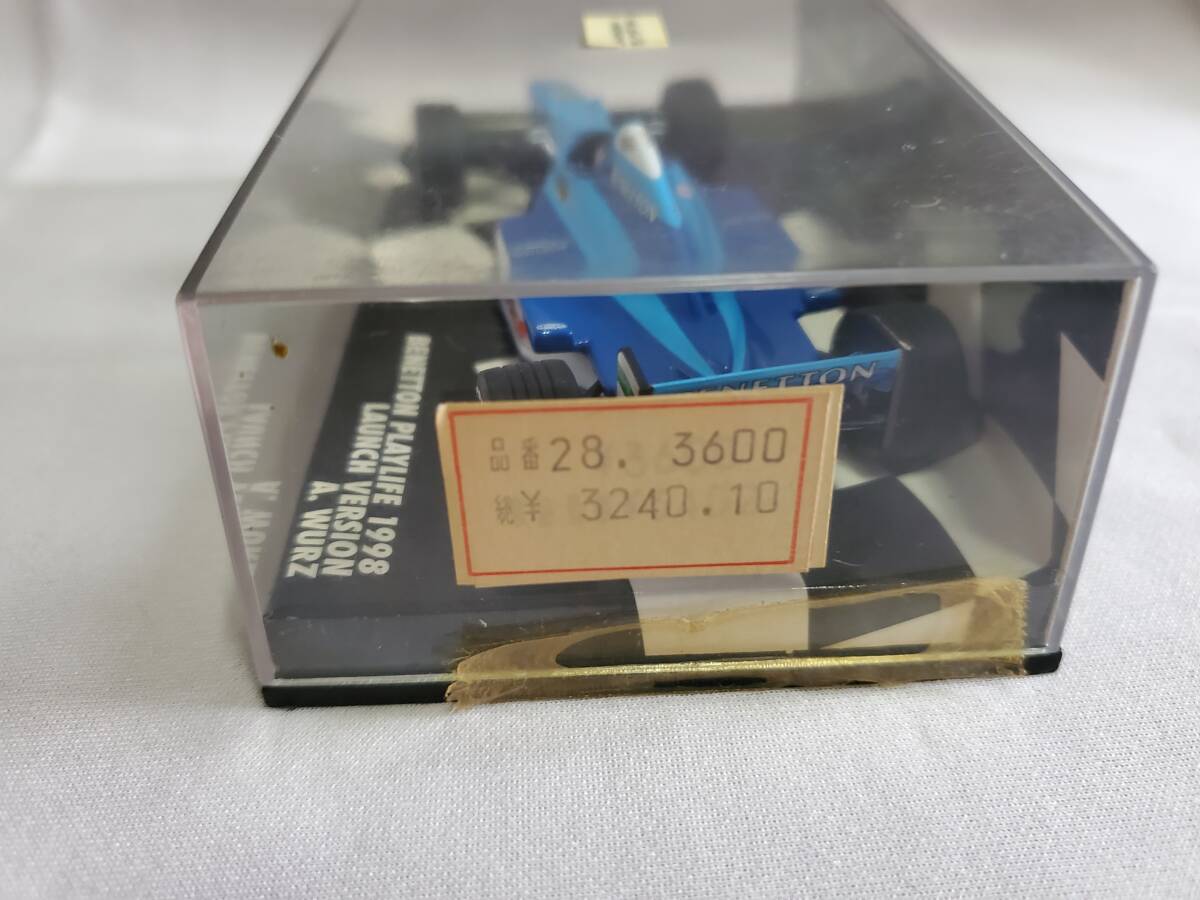 BENETTON PLAYLIFE 1998
LAUNCH VERSION
A. WURZ
BENETTON
品番28. 3600
税¥ 3240.10